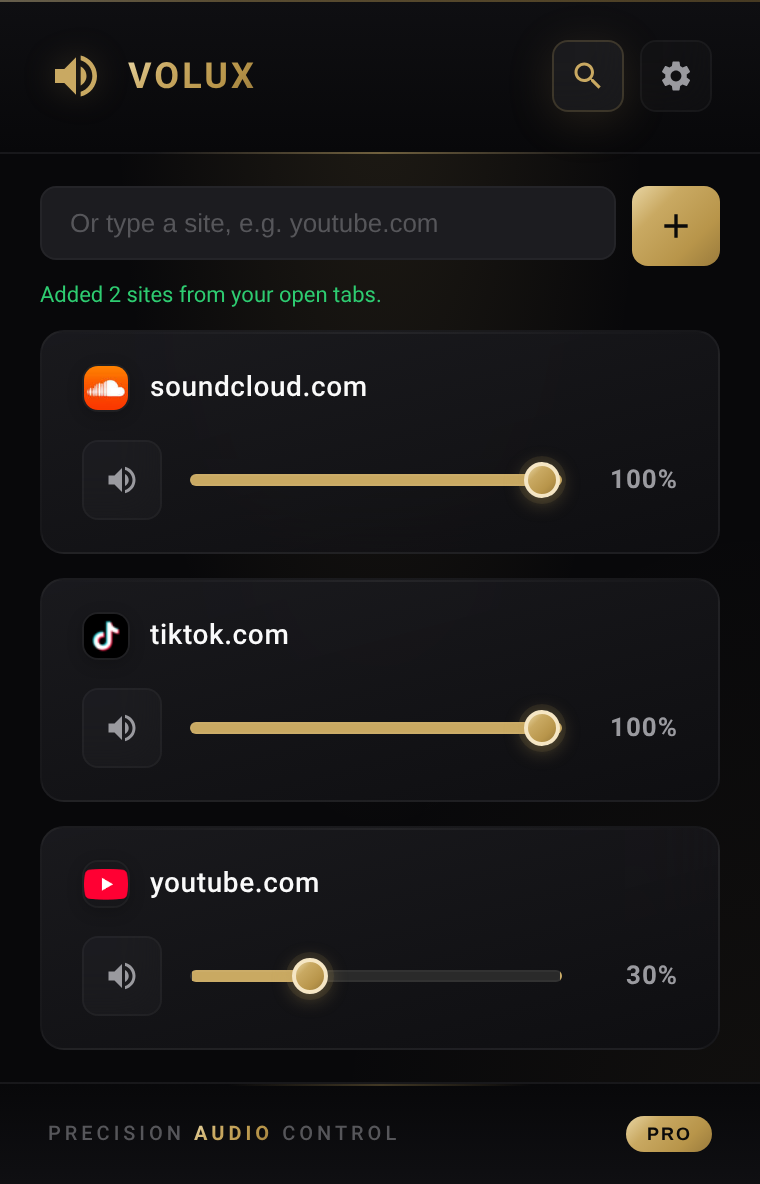 VOLUX
Or type a site, e.g. youtube.com
+
Added 2 sites from your open tabs.
soundcloud.com
100%
tiktok.com
100%
youtube.com
30%
PRECISION AUDIO CONTROL
PRO